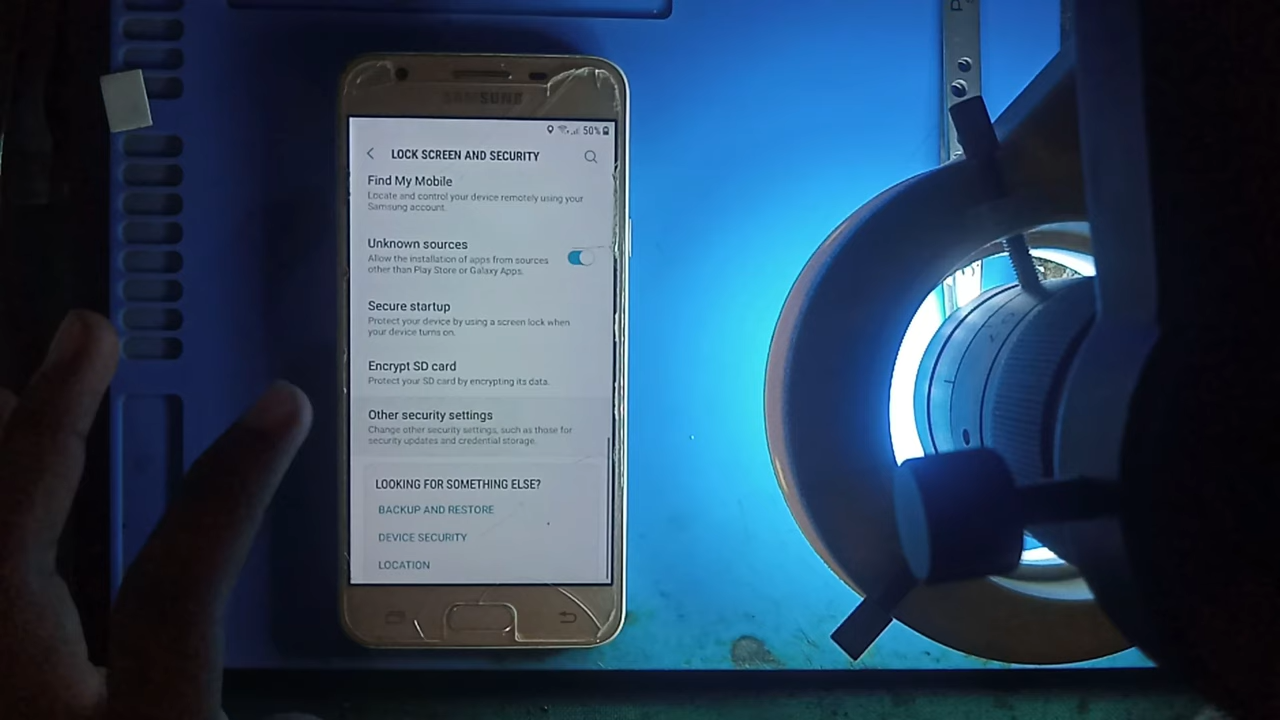 SAMSUNG
50%
LOCK SCREEN AND SECURITY
Find My Mobile
Locate and control your device remotely using your
Samsung account.
Unknown sources
Allow the installation of apps from sources
other than Play Store or Galaxy Apps.
Secure startup
Protect your device by using a screen lock when
your device turns on.
Encrypt SD card
Protect your SD card by encrypting its data.
Other security settings
Change other security settings, such as those for
security updates and credential storage.
LOOKING FOR SOMETHING ELSE?
BACKUP AND RESTORE
DEVICE SECURITY
LOCATION